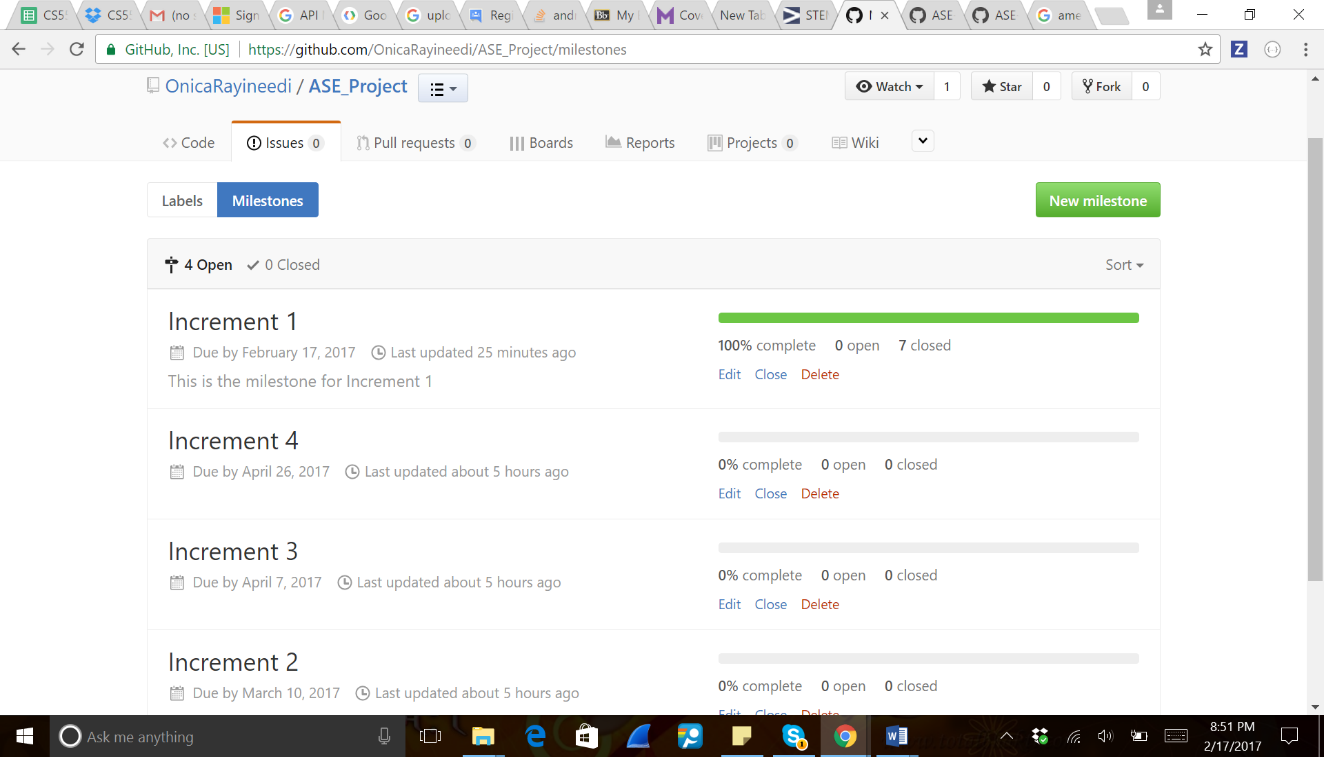 CS5 CS5 M (no Sign API Goo uplo Reg and My Cov New Tab STE ASE ASE ame
GitHub, Inc. [US] https://github.com/OnicaRayineedi/ASE_Project/milestones
OnicaRayineedi / ASE_Project Watch 1 Star 0 Fork 0
Code Issues 0 Pull requests 0 Boards Reports Projects 0 Wiki
Labels Milestones New milestone
4 Open 0 Closed Sort
Increment 1
Due by February 17, 2017 Last updated 25 minutes ago
This is the milestone for Increment 1
100% complete 0 open 7 closed
Edit Close Delete
Increment 4
Due by April 26, 2017 Last updated about 5 hours ago
0% complete 0 open 0 closed
Edit Close Delete
Increment 3
Due by April 7, 2017 Last updated about 5 hours ago
0% complete 0 open 0 closed
Edit Close Delete
Increment 2
Due by March 10, 2017 Last updated about 5 hours ago
0% complete 0 open 0 closed
Edit Close Delete
Ask me anything
8:51 PM
2/17/2017